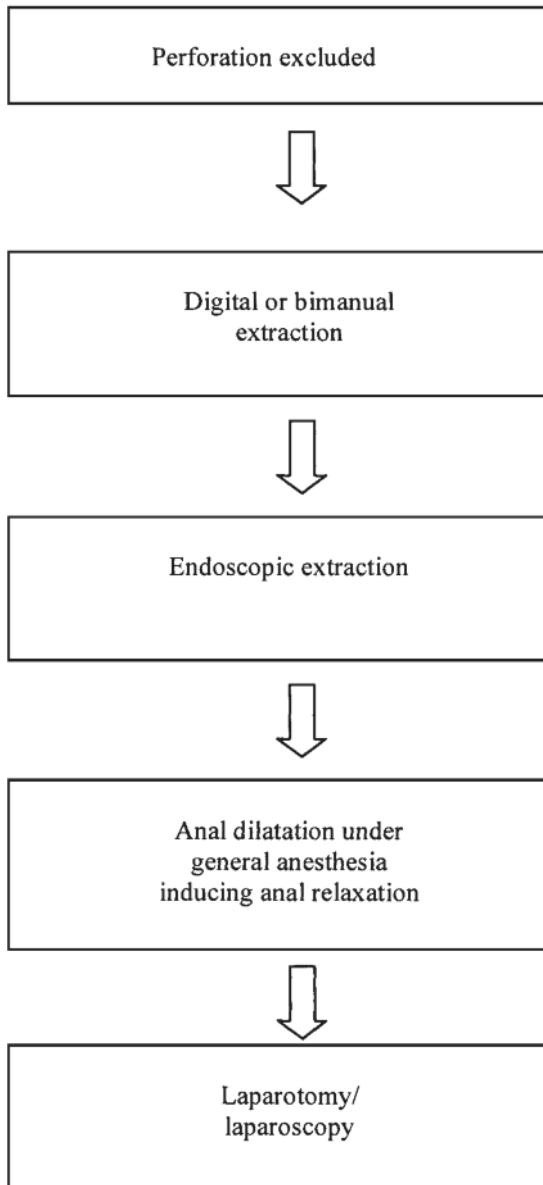 Perforation excluded
Digital or bimanual
extraction
Endoscopic extraction
Anal dilatation under
general anesthesia
inducing anal relaxation
Laparotomy/
laparoscopy